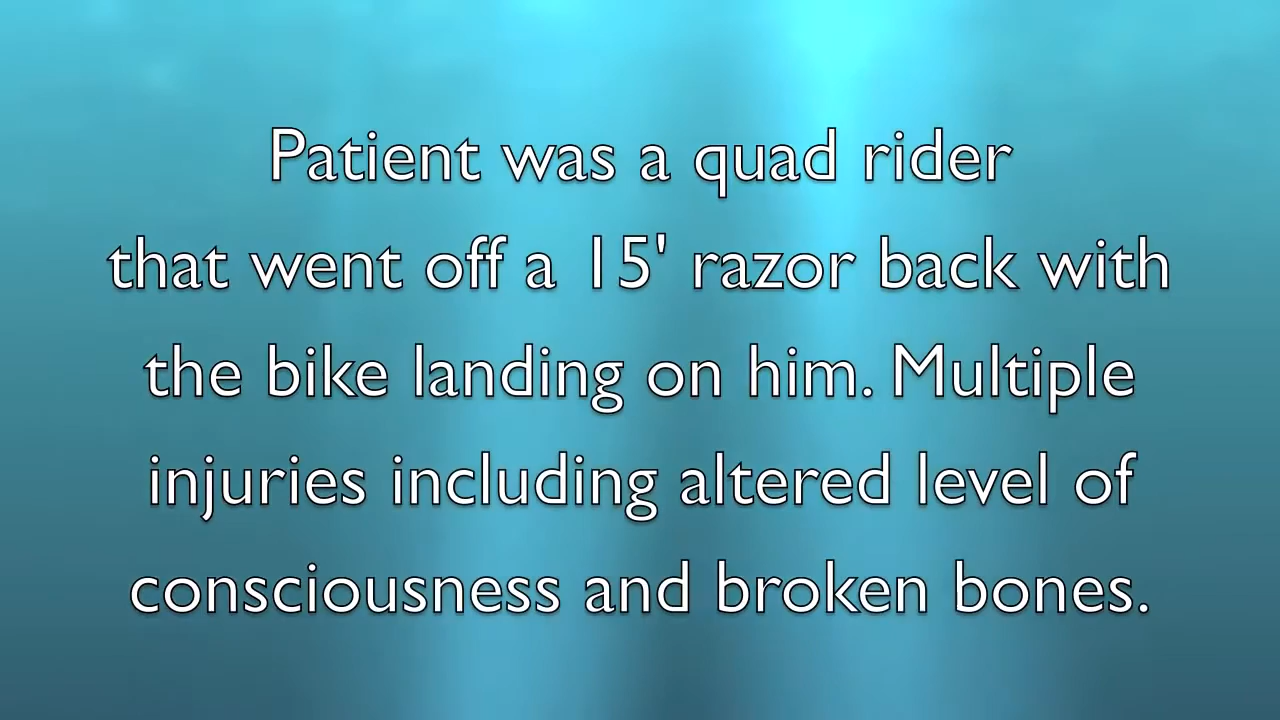 Patient was a quad rider
that went off a 15' razor back with
the bike landing on him. Multiple
injuries including altered level of
consciousness and broken bones.